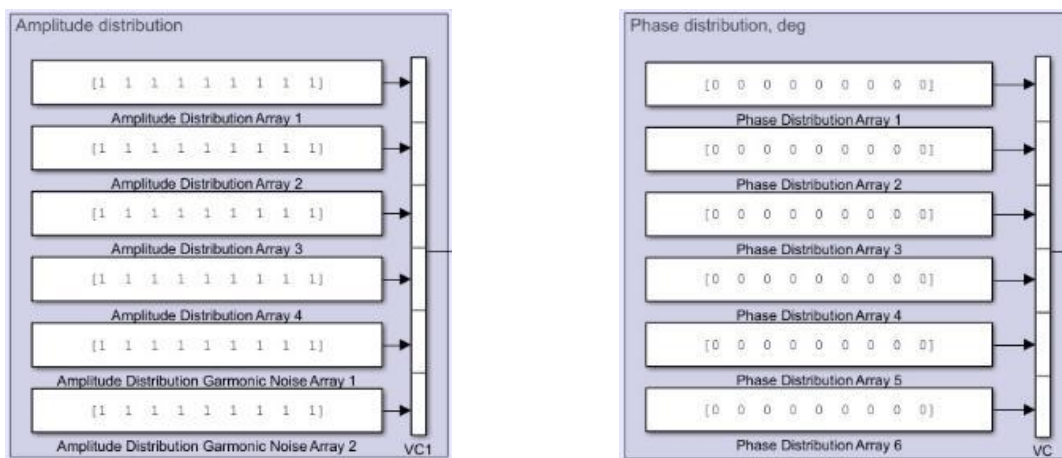 Amplitude distribution
[1 1 1 1 1 1 1 1 1]
Amplitude Distribution Array 1
[1 1 1 1 1 1 1 1 1]
Amplitude Distribution Array 2
[1 1 1 1 1 1 1 1 1]
Amplitude Distribution Array 3
[1 1 1 1 1 1 1 1 1]
Amplitude Distribution Array 4
[1 1 1 1 1 1 1 1 1]
Amplitude Distribution Garmonic Noise Array 1
[1 1 1 1 1 1 1 1 1]
Amplitude Distribution Garmonic Noise Array 2
VC1
Phase distribution, deg
[0 0 0 0 0 0 0 0 0]
Phase Distribution Array 1
[0 0 0 0 0 0 0 0 0]
Phase Distribution Array 2
[0 0 0 0 0 0 0 0 0]
Phase Distribution Array 3
[0 0 0 0 0 0 0 0 0]
Phase Distribution Array 4
[0 0 0 0 0 0 0 0 0]
Phase Distribution Array 5
[0 0 0 0 0 0 0 0 0]
Phase Distribution Array 6
VC